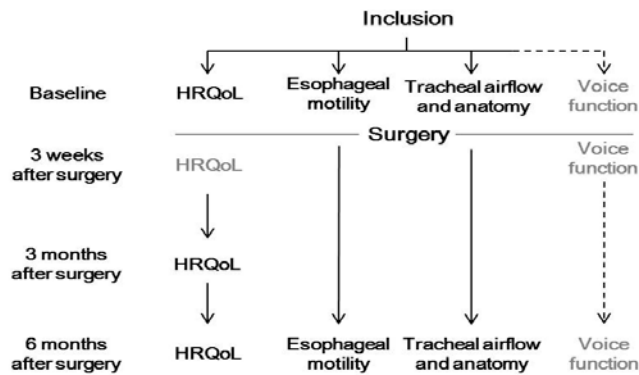 Inclusion
Baseline
HRQoL
Esophageal
motility
Tracheal airflow
and anatomy
Voice
function
Surgery
3 weeks
after surgery
HRQoL
Voice
function
3 months
after surgery
HRQoL
6 months
after surgery
HRQoL
Esophageal
motility
Tracheal airflow
and anatomy
Voice
function